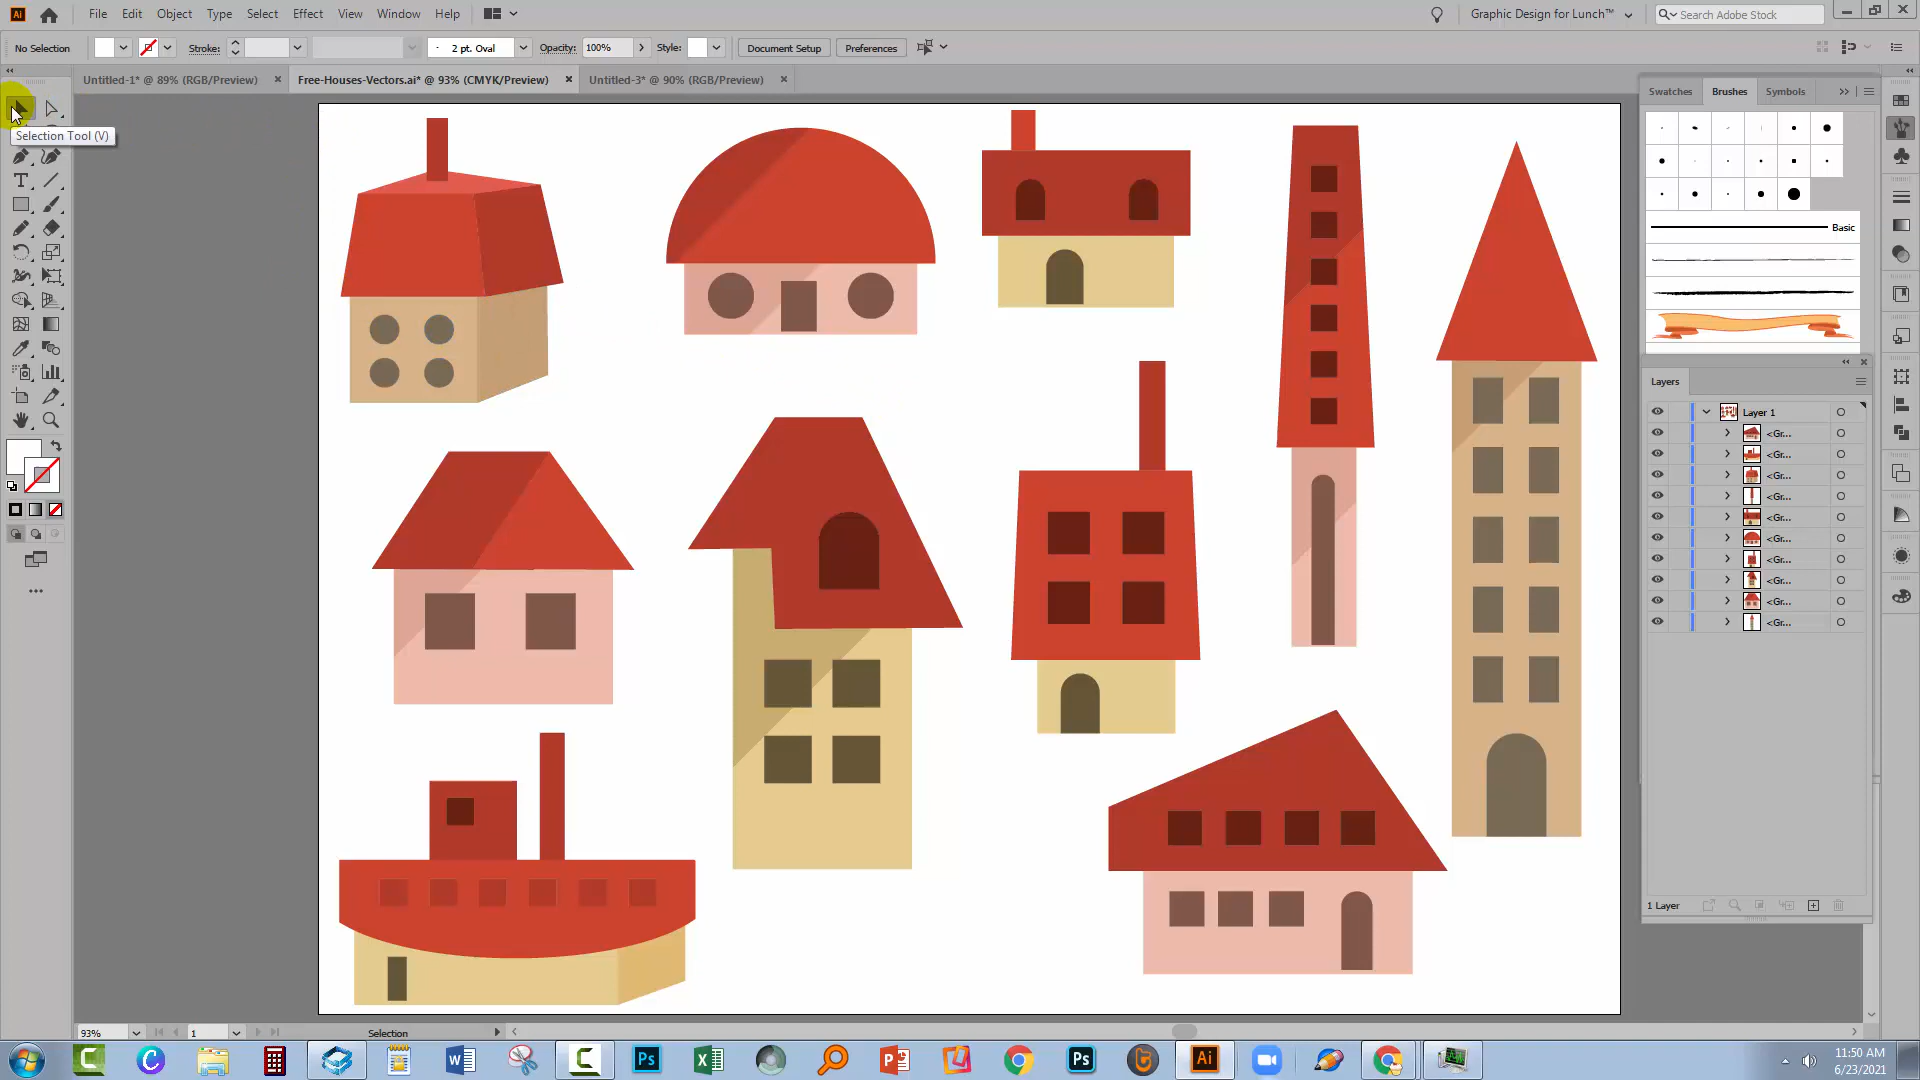 Ai File Edit Object Type Select Effect View Window Help Graphic Design for Lunch™ Search Adobe Stock
No Selection Stroke: 2 pt. Oval Opacity: 100% Style: Document Setup Preferences
Untitled-1* @ 89% (RGB/Preview) × Free-Houses-Vectors.ai* @ 93% (CMYK/Preview) × Untitled-3* @ 90% (RGB/Preview) ×
Swatches Brushes Symbols
Selection Tool (V)
Basic
Layers
Layer 1
<Gr...
<Gr...
<Gr...
<Gr...
<Gr...
<Gr...
<Gr...
<Gr...
<Gr...
<Gr...
1 Layer
93% 1 Selection
11:50 AM
6/23/2021